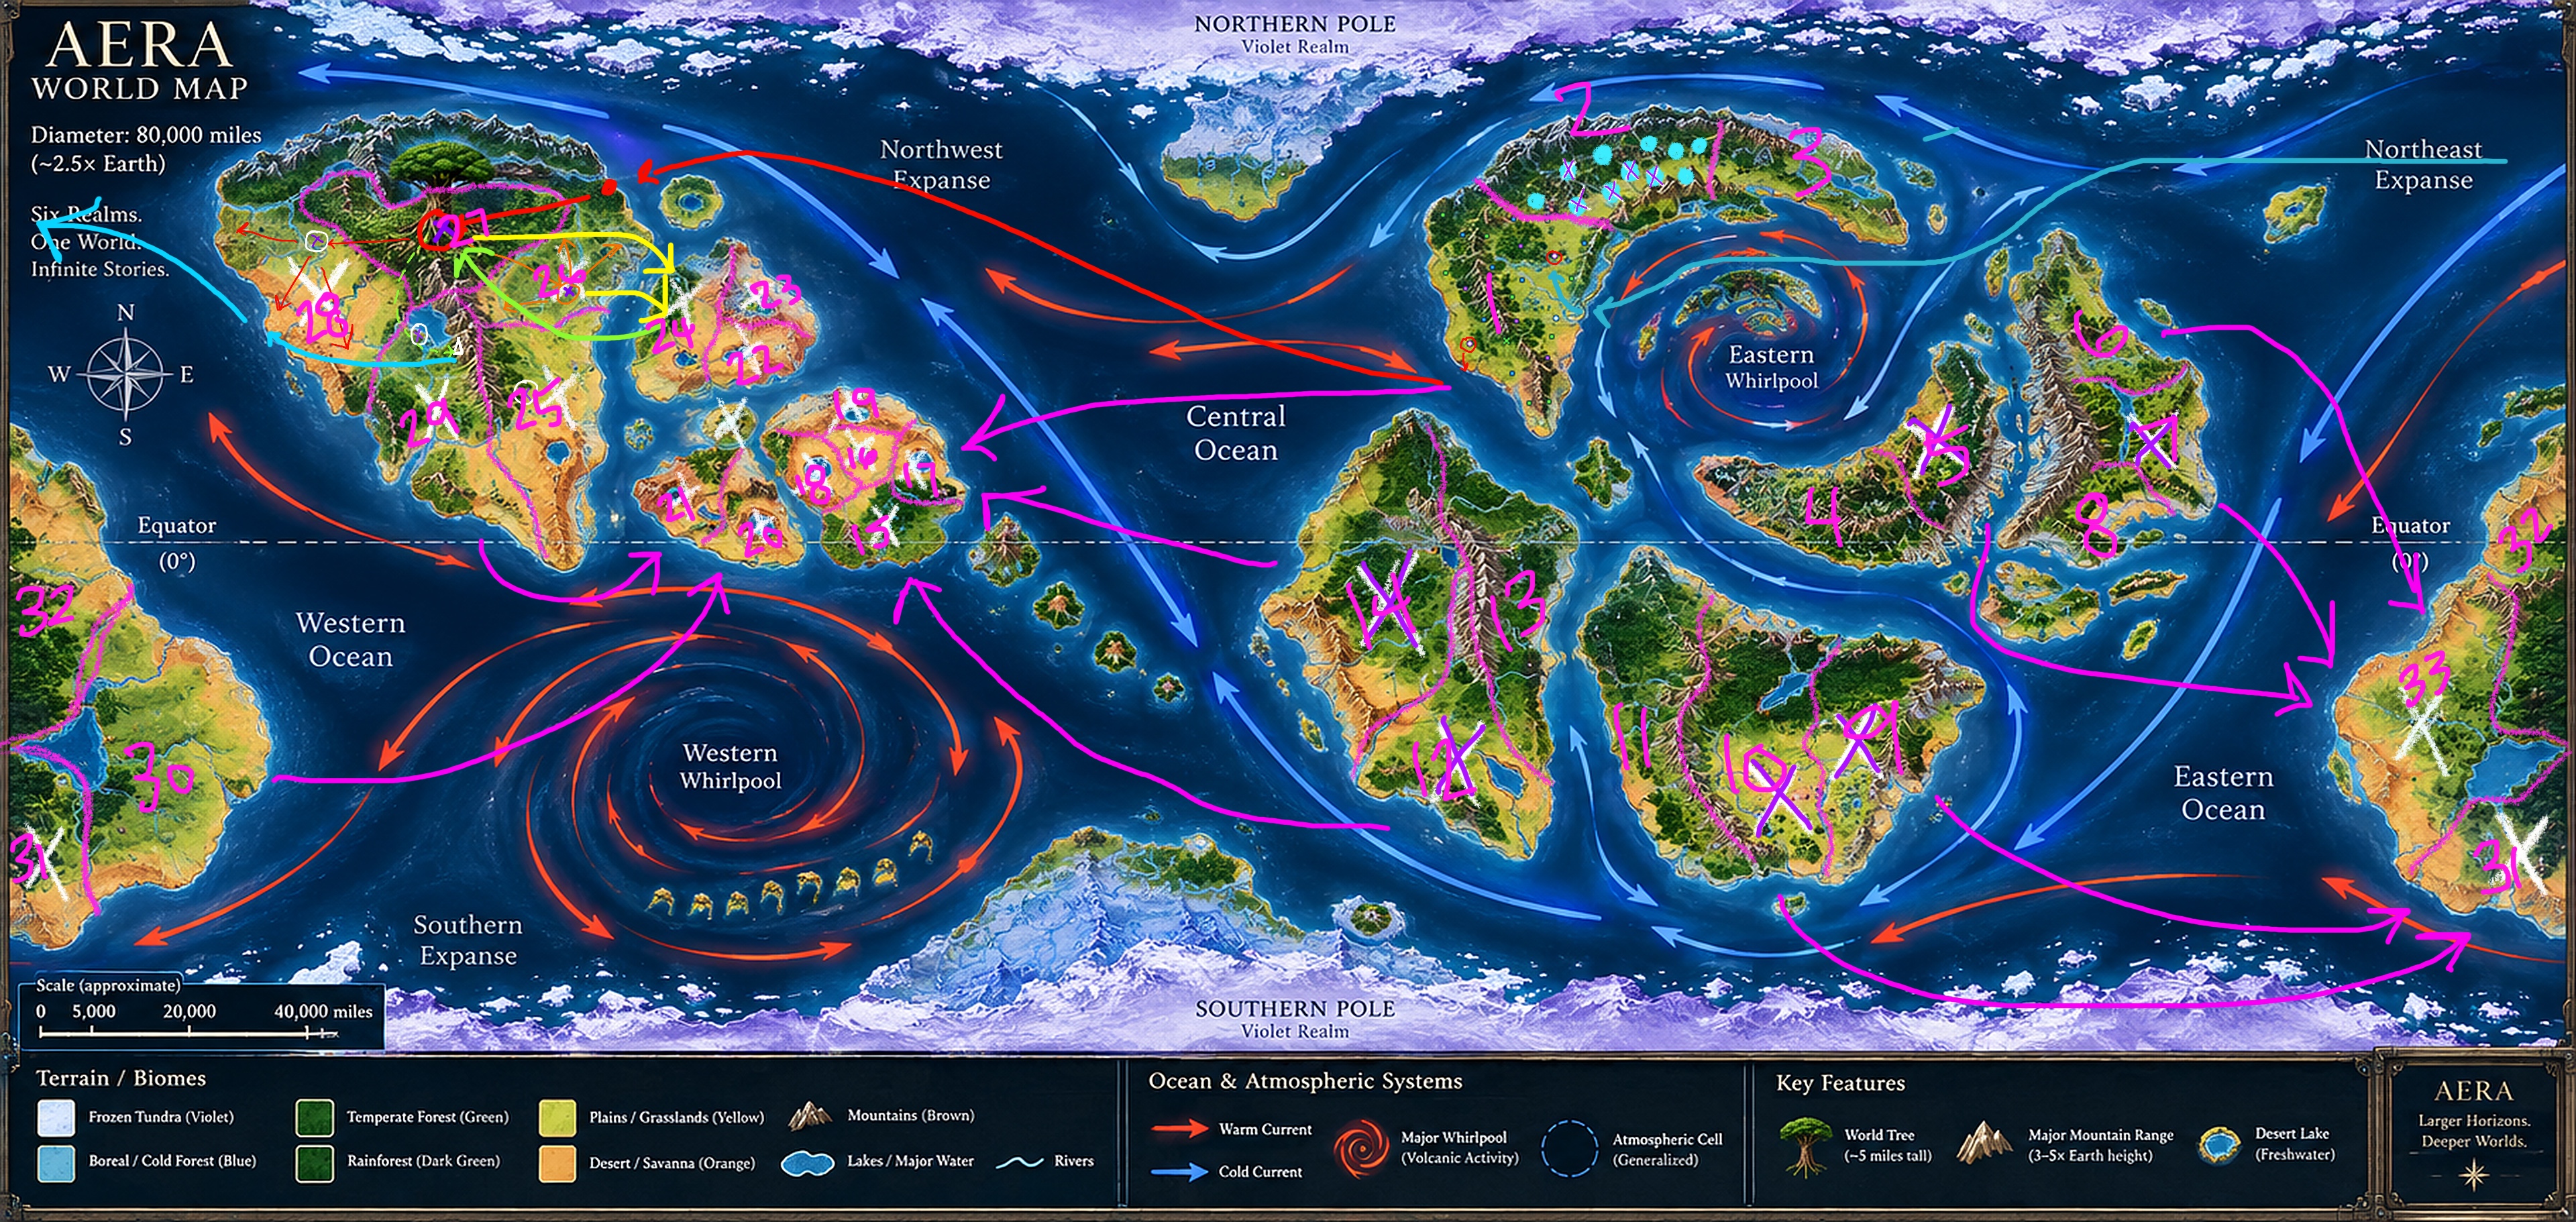 AERA
WORLD MAP
Diameter: 80,000 miles
(~2.5× Earth)
Six Realms.
One World.
Infinite Stories.
N
W
E
S
NORTHERN POLE
Violet Realm
Northwest
Expanse
Northeast
Expanse
Eastern
Whirlpool
Central
Ocean
Equator
(0°)
Equator
(0°)
Western
Ocean
Western
Whirlpool
Eastern
Ocean
Southern
Expanse
SOUTHERN POLE
Violet Realm
1
2
3
4
5
6
7
8
9
10
11
12
13
14
15
16
17
18
19
20
21
22
23
24
25
26
27
28
29
30
31
32
31
32
33
Scale (approximate)
0 5,000 20,000 40,000 miles
Terrain / Biomes
Frozen Tundra (Violet)
Temperate Forest (Green)
Plains / Grasslands (Yellow)
Mountains (Brown)
Boreal / Cold Forest (Blue)
Rainforest (Dark Green)
Desert / Savanna (Orange)
Lakes / Major Water
Rivers
Ocean & Atmospheric Systems
Warm Current
Major Whirlpool
(Volcanic Activity)
Atmospheric Cell
(Generalized)
Cold Current
Key Features
World Tree
(~5 miles tall)
Major Mountain Range
(3–5x Earth height)
Desert Lake
(Freshwater)
AERA
Larger Horizons.
Deeper Worlds.